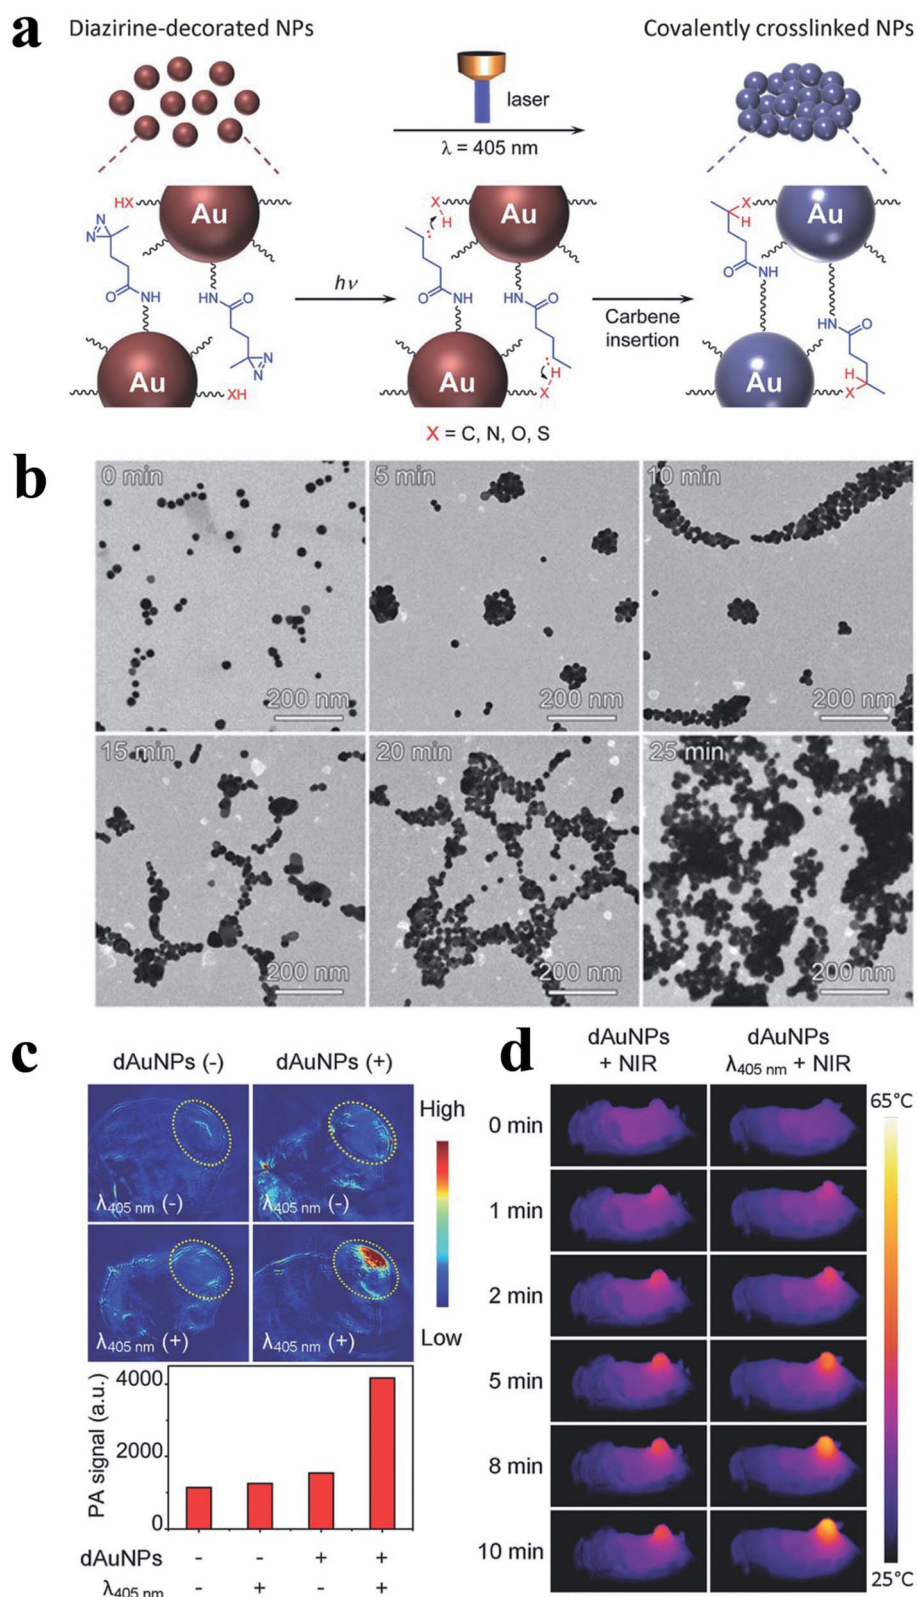 a
Diazirine-decorated NPs
Covalently crosslinked NPs
laser
λ = 405 nm
HX
Au
N
N
O
NH
HN
O
N
N
Au
XH
hν
X
H
Au
O
NH
HN
O
H
Au
X
X = C, N, O, S
Carbene
insertion
X
Au
H
O
NH
HN
O
H
Au
X
b
0 min
200 nm
5 min
200 nm
10 min
200 nm
15 min
200 nm
20 min
200 nm
25 min
200 nm
c
dAuNPs (-)
dAuNPs (+)
λ405 nm (-)
λ405 nm (-)
λ405 nm (+)
λ405 nm (+)
High
Low
PA signal (a.u.)
4000
2000
0
dAuNPs - - + +
λ405 nm - + - +
d
dAuNPs
+ NIR
dAuNPs
λ405 nm + NIR
0 min
1 min
2 min
5 min
8 min
10 min
65°C
25°C